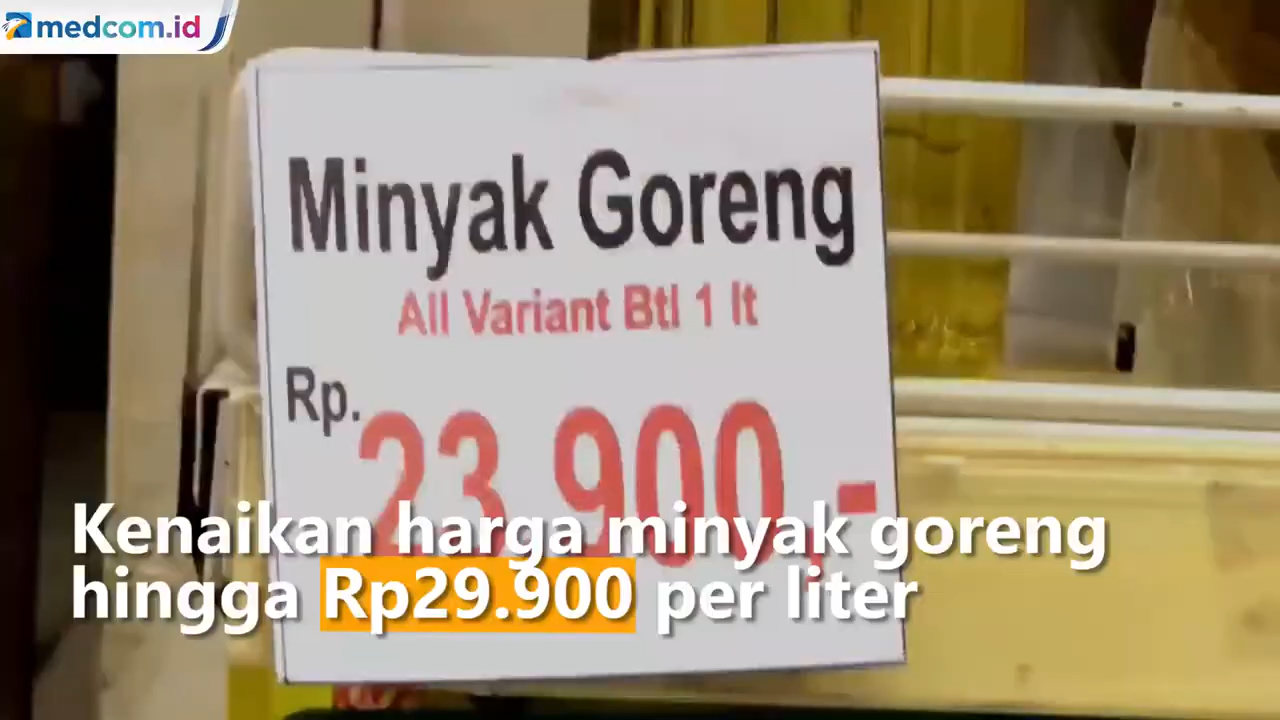 medcom.id
Minyak Goreng
All Variant Btl 1 lt
Rp. 23.900,-
Kenaikan harga minyak goreng
hingga Rp29.900 per liter